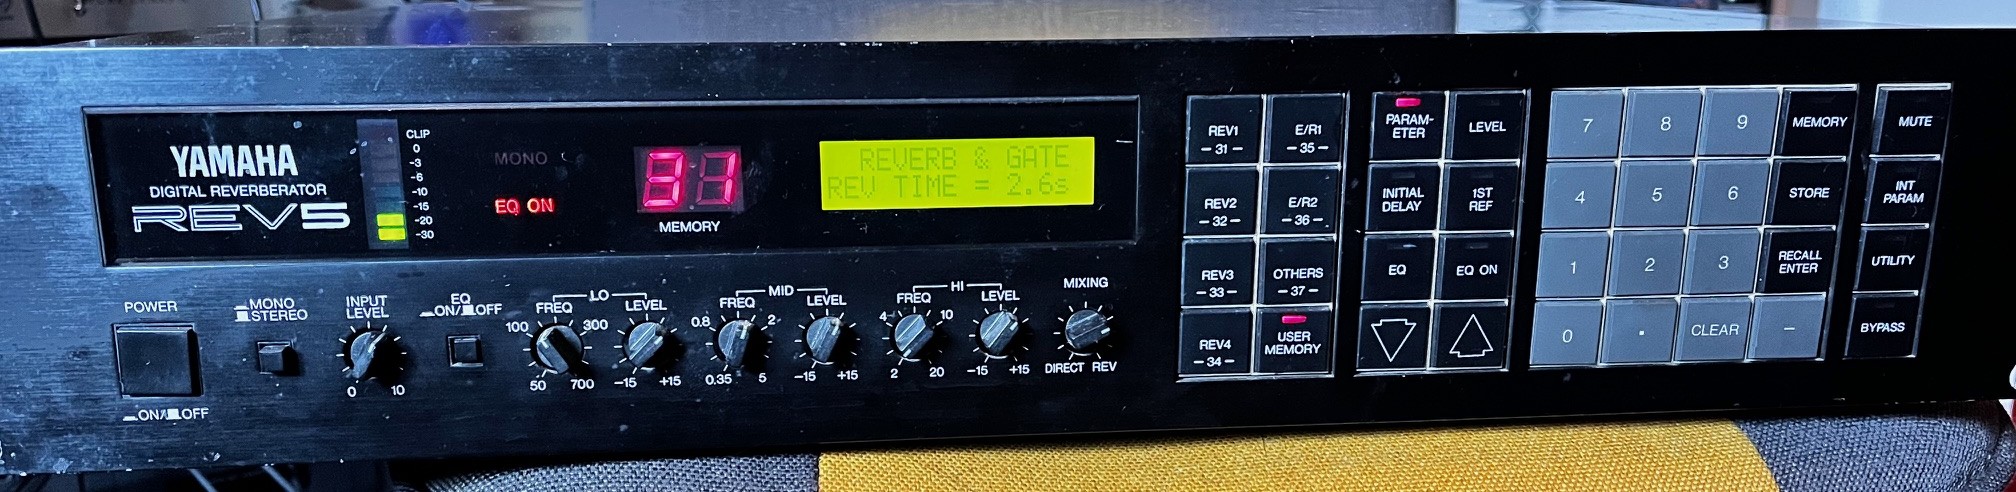 YAMAHA
DIGITAL REVERBERATOR
REV5
CLIP
0
-3
-6
-10
-15
-20
-30
MONO
EQ ON
31
MEMORY
REVERB & GATE
REV TIME = 2.6s
POWER
ON/OFF
MONO
STEREO
INPUT
LEVEL
0 10
EQ
ON/OFF
LO
FREQ LEVEL
100 300
50 700 -15 +15
MID
FREQ LEVEL
0.8 2
0.35 5 -15 +15
HI
FREQ LEVEL
4 10
2 20 -15 +15
MIXING
DIRECT REV
REV1
-31-
E/R1
-35-
REV2
-32-
E/R2
-36-
REV3
-33-
OTHERS
-37-
REV4
-34-
USER
MEMORY
PARAM-
ETER
LEVEL
INITIAL
DELAY
1ST
REF
EQ
EQ ON
7 8 9 MEMORY
4 5 6 STORE
1 2 3 RECALL
ENTER
0 . CLEAR -
MUTE
INT
PARAM
UTILITY
BYPASS